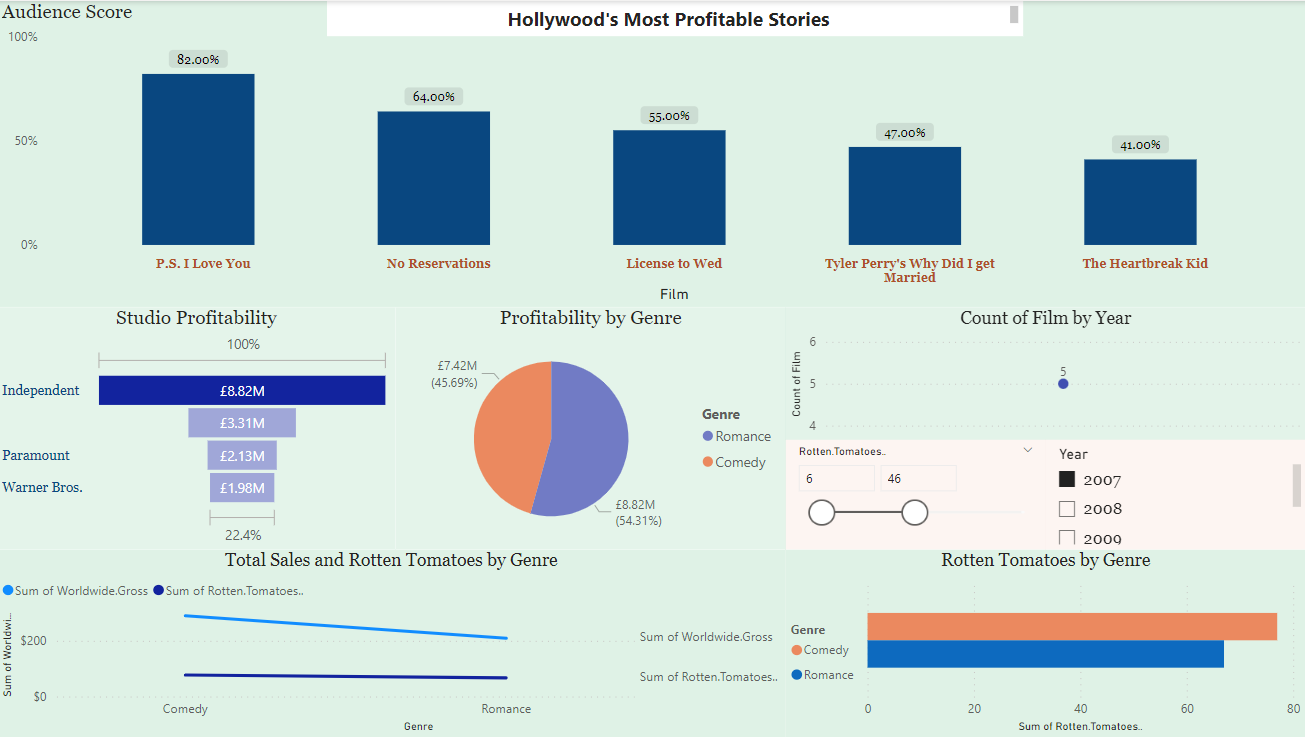 Audience Score
Hollywood's Most Profitable Stories
100%
50%
0%
82.00%
64.00%
55.00%
47.00%
41.00%
P.S. I Love You
No Reservations
License to Wed
Tyler Perry's Why Did I get
Married
The Heartbreak Kid
Film
Studio Profitability
100%
Independent
£8.82M
£3.31M
Paramount
£2.13M
Warner Bros.
£1.98M
22.4%
Profitability by Genre
£7.42M
(45.69%)
£8.82M
(54.31%)
Genre
Romance
Comedy
Count of Film by Year
Count of Film
6
5
4
5
Rotten.Tomatoes..
6
46
Year
2007
2008
2009
Total Sales and Rotten Tomatoes by Genre
Sum of Worldwide.Gross
Sum of Rotten.Tomatoes..
Sum of Worldwi...
$200
$0
Sum of Worldwide.Gross
Sum of Rotten.Tomatoes..
Comedy
Romance
Genre
Rotten Tomatoes by Genre
Genre
Comedy
Romance
0
20
40
60
80
Sum of Rotten.Tomatoes..